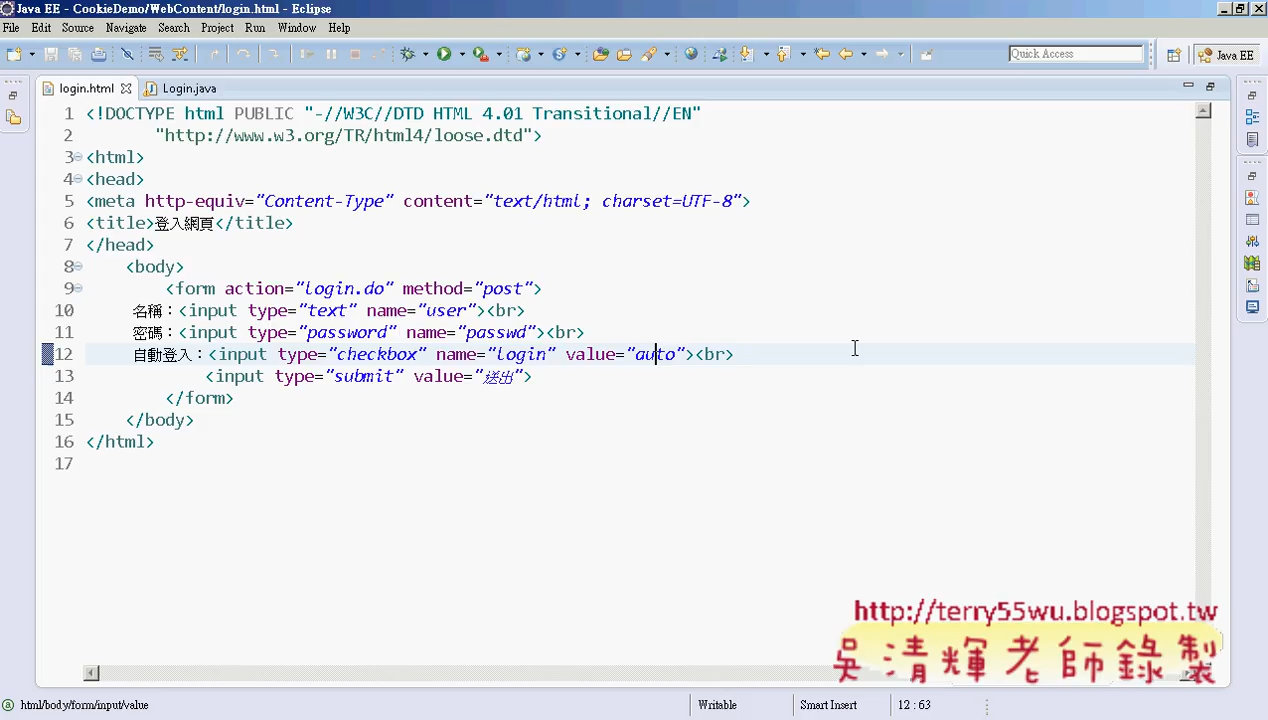 Java EE - CookieDemo/WebContent/login.html - Eclipse
File Edit Source Navigate Search Project Run Window Help
Quick Access
Java EE
login.html Login.java
1 <!DOCTYPE html PUBLIC "-//W3C//DTD HTML 4.01 Transitional//EN"
2 "http://www.w3.org/TR/html4/loose.dtd">
3 <html>
4 <head>
5 <meta http-equiv="Content-Type" content="text/html; charset=UTF-8">
6 <title>登入網頁</title>
7 </head>
8 <body>
9 <form action="login.do" method="post">
10 名稱：<input type="text" name="user"><br>
11 密碼：<input type="password" name="passwd"><br>
12 自動登入：<input type="checkbox" name="login" value="auto"><br>
13 <input type="submit" value="送出">
14 </form>
15 </body>
16 </html>
17
http://terry55wu.blogspot.tw
吳清輝老師錄製
html/body/form/input/value Writable Smart Insert 12 : 63